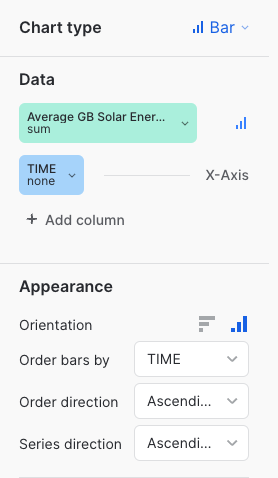 Chart type Bar
Data
Average GB Solar Ener...
sum
TIME
none
X-Axis
+ Add column
Appearance
Orientation
Order bars by TIME
Order direction Ascendi...
Series direction Ascendi...